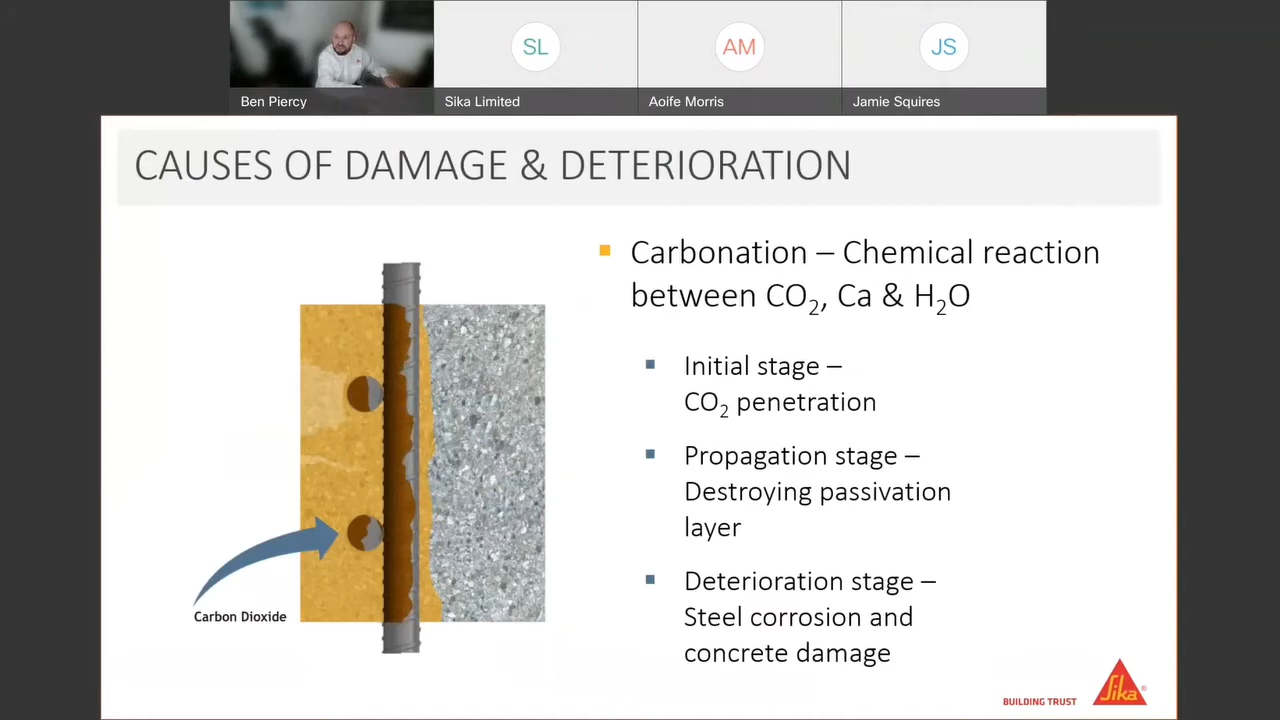 SL
AM
JS
Ben Piercy
Sika Limited
Aoife Morris
Jamie Squires
CAUSES OF DAMAGE & DETERIORATION
Carbonation – Chemical reaction
between CO₂, Ca & H₂O
Initial stage –
CO₂ penetration
Propagation stage –
Destroying passivation
layer
Deterioration stage –
Steel corrosion and
concrete damage
Carbon Dioxide
BUILDING TRUST
Sika®